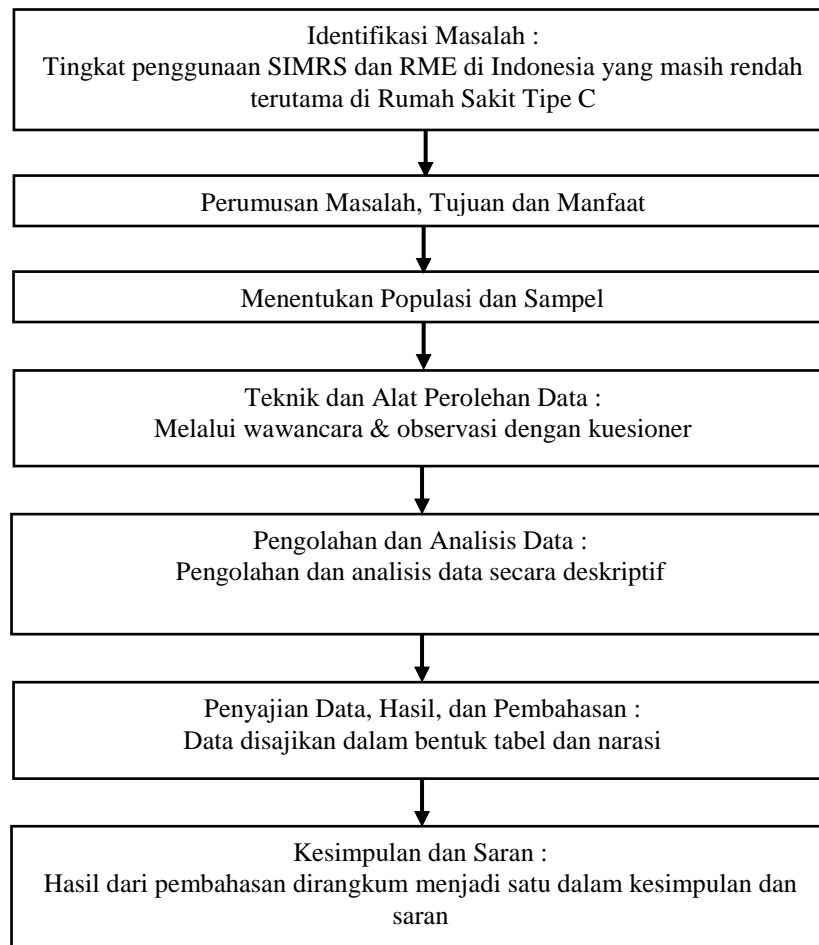 Identifikasi Masalah :
Tingkat penggunaan SIMRS dan RME di Indonesia yang masih rendah
terutama di Rumah Sakit Tipe C
Perumusan Masalah, Tujuan dan Manfaat
Menentukan Populasi dan Sampel
Teknik dan Alat Perolehan Data :
Melalui wawancara & observasi dengan kuesioner
Pengolahan dan Analisis Data :
Pengolahan dan analisis data secara deskriptif
Penyajian Data, Hasil, dan Pembahasan :
Data disajikan dalam bentuk tabel dan narasi
Kesimpulan dan Saran :
Hasil dari pembahasan dirangkum menjadi satu dalam kesimpulan dan
saran